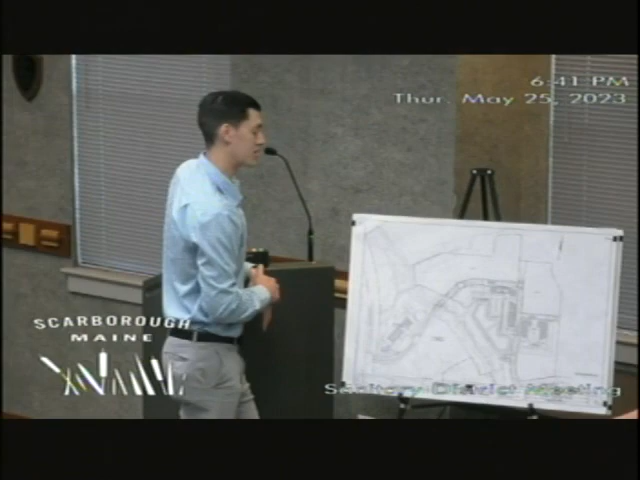 6:41 PM
Thur. May 25, 2023
SCARBOROUGH
MAINE
Sanitary District Meeting